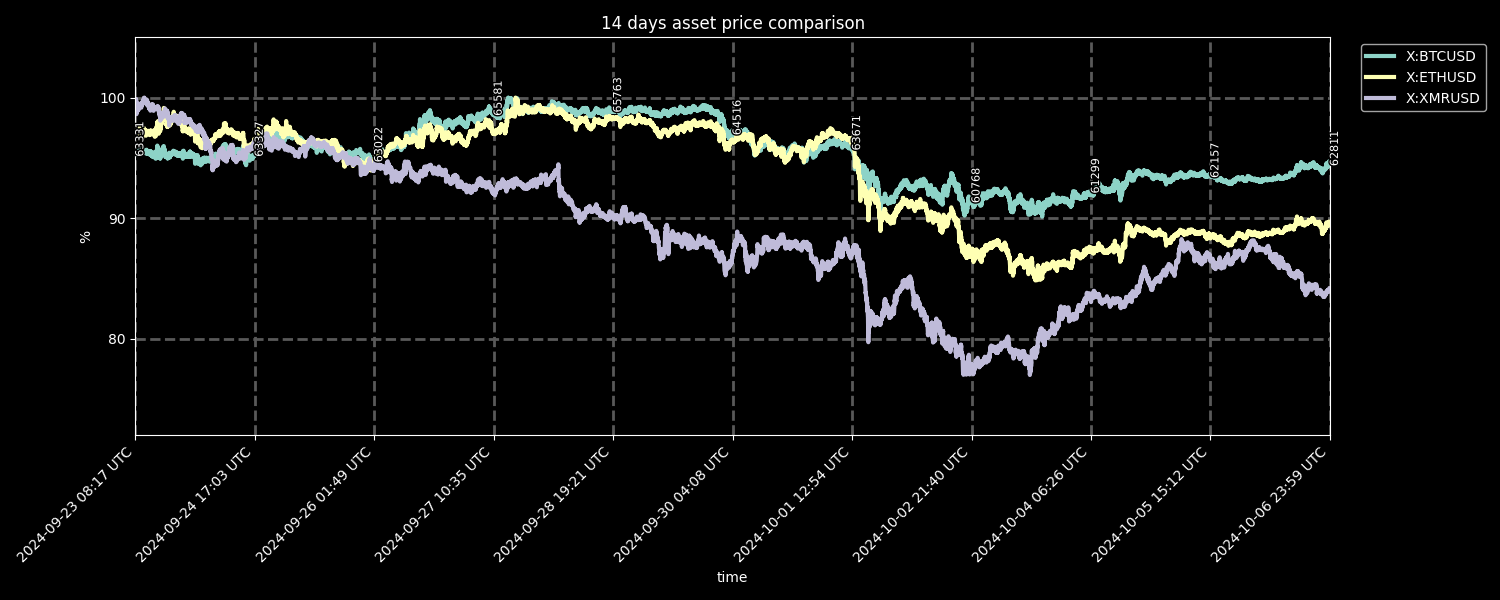 14 days asset price comparison
X:BTCUSD
X:ETHUSD
X:XMRUSD
100
90
80
%
63331
63327
63022
65581
65763
64516
63671
60768
61299
62157
62811
2024-09-23 08:17 UTC
2024-09-24 17:03 UTC
2024-09-26 01:49 UTC
2024-09-27 10:35 UTC
2024-09-28 19:21 UTC
2024-09-30 04:08 UTC
2024-10-01 12:54 UTC
2024-10-02 21:40 UTC
2024-10-04 06:26 UTC
2024-10-05 15:12 UTC
2024-10-06 23:59 UTC
time